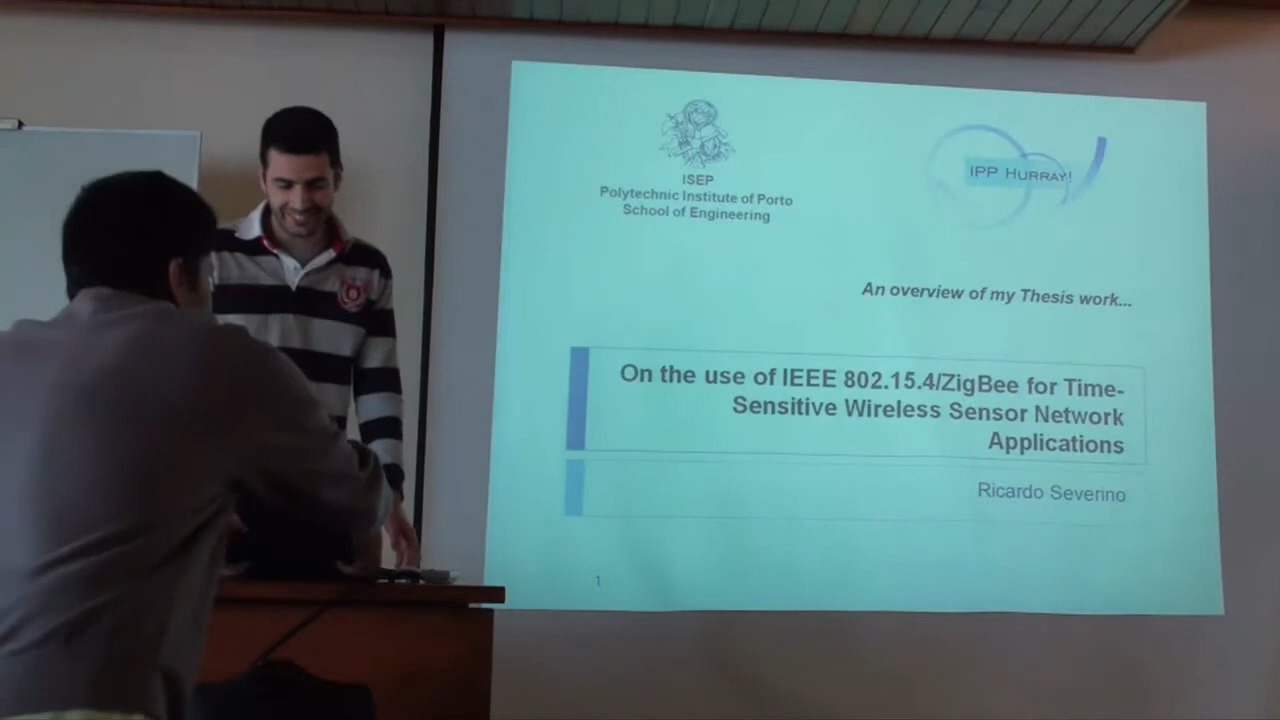 ISEP
Polytechnic Institute of Porto
School of Engineering
IPP HURRAY!
An overview of my Thesis work...
On the use of IEEE 802.15.4/ZigBee for Time-
Sensitive Wireless Sensor Network
Applications
Ricardo Severino
1